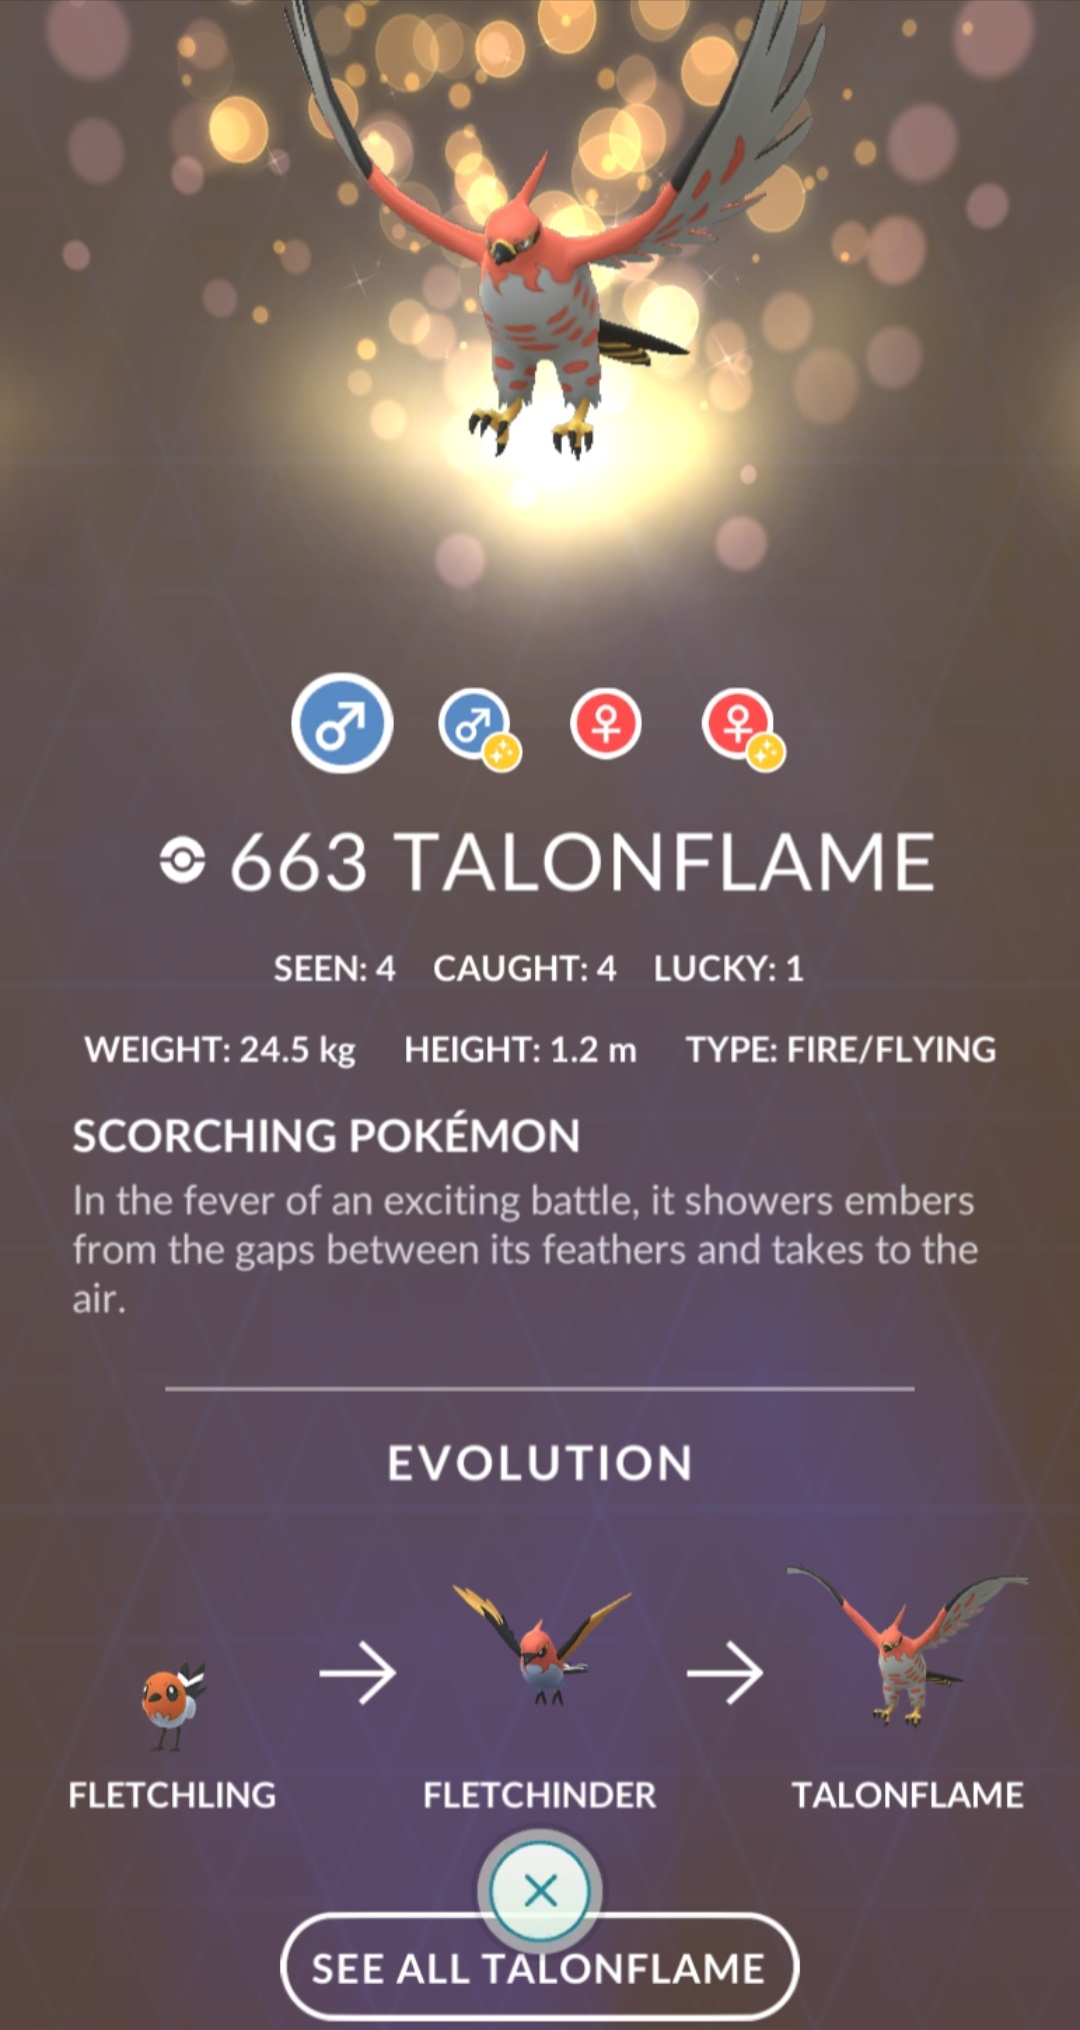 663 TALONFLAME
SEEN: 4 CAUGHT: 4 LUCKY: 1
WEIGHT: 24.5 kg HEIGHT: 1.2 m TYPE: FIRE/FLYING
SCORCHING POKÉMON
In the fever of an exciting battle, it showers embers
from the gaps between its feathers and takes to the
air.
EVOLUTION
FLETCHLING FLETCHINDER TALONFLAME
SEE ALL TALONFLAME